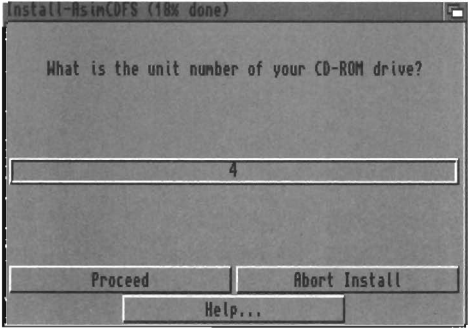 Install-AsimCDFS (18% done)
What is the unit number of your CD-ROM drive?
4
Proceed
Abort Install
Help...